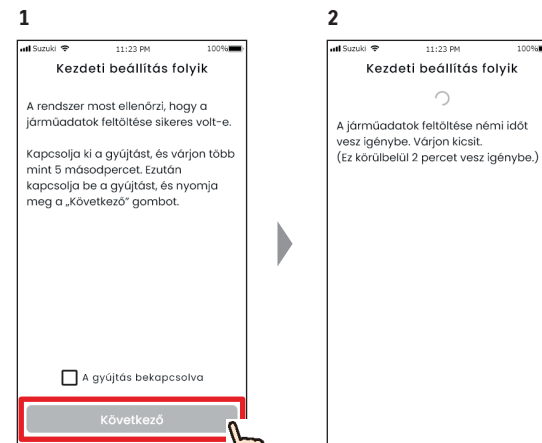 1
Suzuki 11:23 PM 100%
Kezdeti beállítás folyik
A rendszer most ellenőrzi, hogy a
járműadatok feltöltése sikeres volt-e.
Kapcsolja ki a gyújtást, és várjon több
mint 5 másodpercet. Ezután
kapcsolja be a gyújtást, és nyomja
meg a „Következő” gombot.
A gyújtás bekapcsolva
Következő
2
Suzuki 11:23 PM 100%
Kezdeti beállítás folyik
A járműadatok feltöltése némi időt
vesz igénybe. Várjon kicsit.
(Ez körülbelül 2 percet vesz igénybe.)